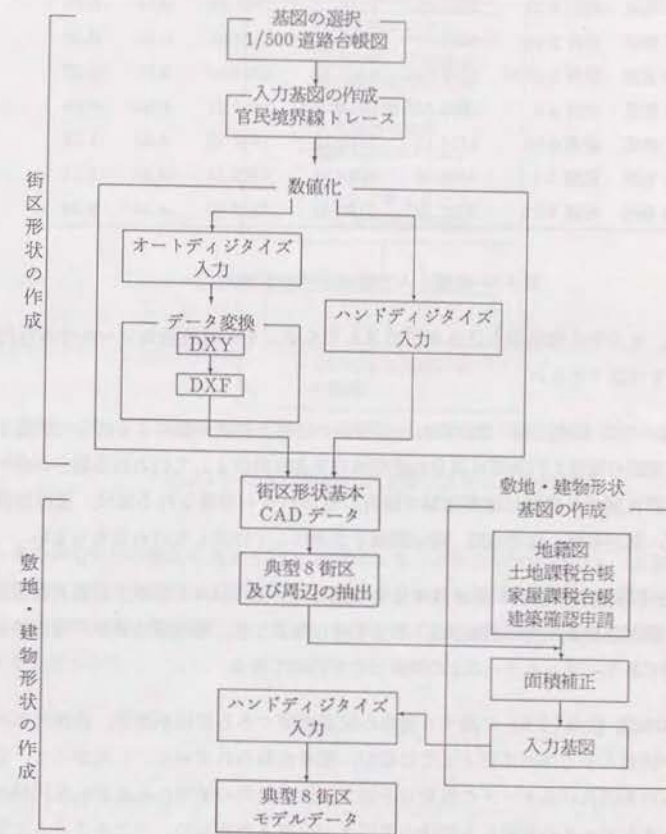 基図の選択
1/500 道路台帳図
入力基図の作成
官民境界線トレース
街区形状の作成
数値化
オートディジタイズ
入力
ハンドディジタイズ
入力
データ変換
DXY
DXF
街区形状基本
CADデータ
敷地・建物形状
基図の作成
地籍図
土地課税台帳
家屋課税台帳
建築確認申請
典型8街区
及び周辺の抽出
敷地・建物形状の作成
面積補正
ハンドディジタイズ
入力
入力基図
典型8街区
モデルデータ